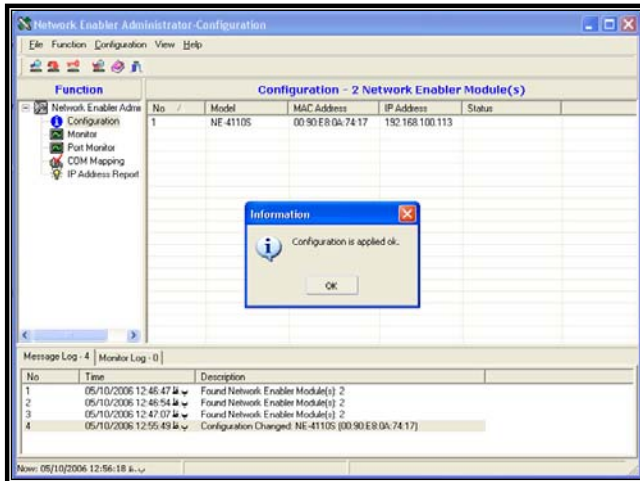 Network Enabler Administrator-Configuration
File Function Configuration View Help
Function
Configuration - 2 Network Enabler Module(s)
Network Enabler Admi
Configuration
Monitor
Port Monitor
COM Mapping
IP Address Report
No / Model MAC Address IP Address Status
1 NE-4110S 00:90:E8:0A:74:17 192.168.100.113
Information
Configuration is applied ok.
OK
Message Log - 4 Monitor Log - 0
No Time Description
1 05/10/2006 12:46:47 Found Network Enabler Module(s): 2
2 05/10/2006 12:46:54 Found Network Enabler Module(s): 2
3 05/10/2006 12:47:07 Found Network Enabler Module(s): 2
4 05/10/2006 12:55:49 Configuration Changed: NE-4110S (00:90:E8:0A:74:17)
Now: 05/10/2006 12:56:18